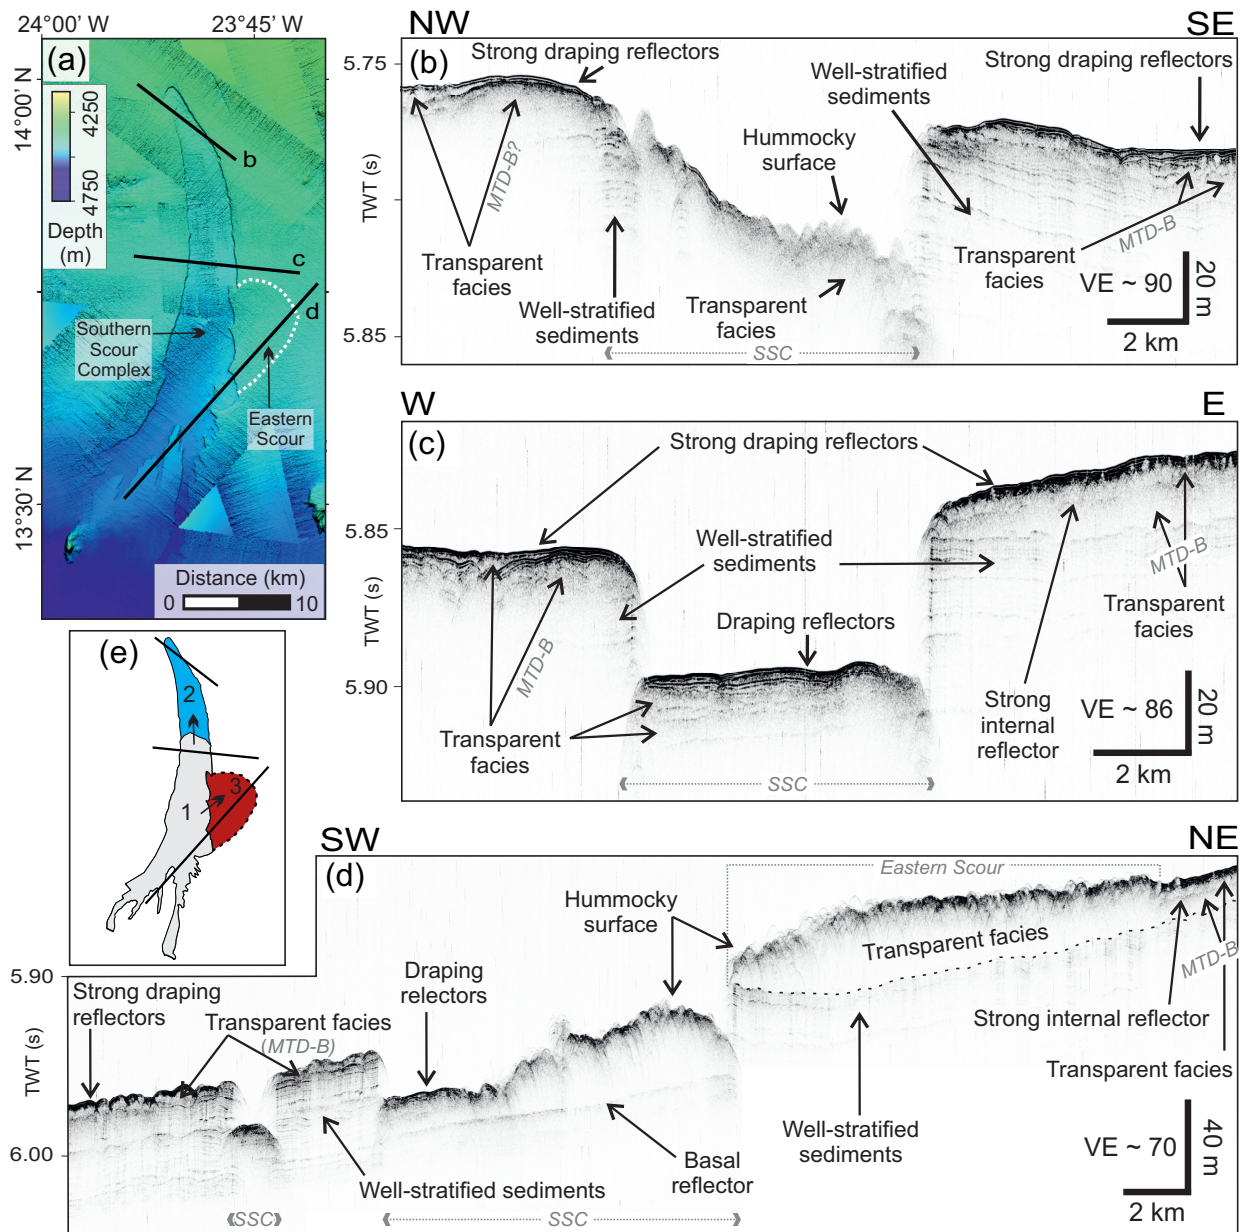 24°00' W 23°45' W
14°00' N
13°30' N
(a)
4250
4750
Depth
(m)
b
c
d
Southern
Scour
Complex
Eastern
Scour
Distance (km)
0 10
NW SE
(b)
5.75
TWT (s)
5.85
Strong draping reflectors
Well-stratified
sediments
Strong draping reflectors
Hummocky
surface
MTD-B?
Transparent
facies
Well-stratified
sediments
Transparent
facies
Transparent
facies
MTD-B
VE ~ 90
20 m
2 km
SSC
W E
(c)
5.85
TWT (s)
5.90
Strong draping reflectors
Well-stratified
sediments
MTD-B
Draping reflectors
Transparent
facies
MTD-B
Transparent
facies
Strong
internal
reflector
VE ~ 86
20 m
2 km
SSC
(e)
2
1
3
SW NE
(d)
5.90
TWT (s)
6.00
Eastern Scour
Hummocky
surface
Transparent facies
Strong draping
reflectors
Transparent facies
(MTD-B)
Draping
relectors
MTD-B
Strong internal reflector
Transparent facies
Well-stratified
sediments
Well-stratified sediments
Basal
reflector
VE ~ 70
40 m
2 km
SSC
SSC